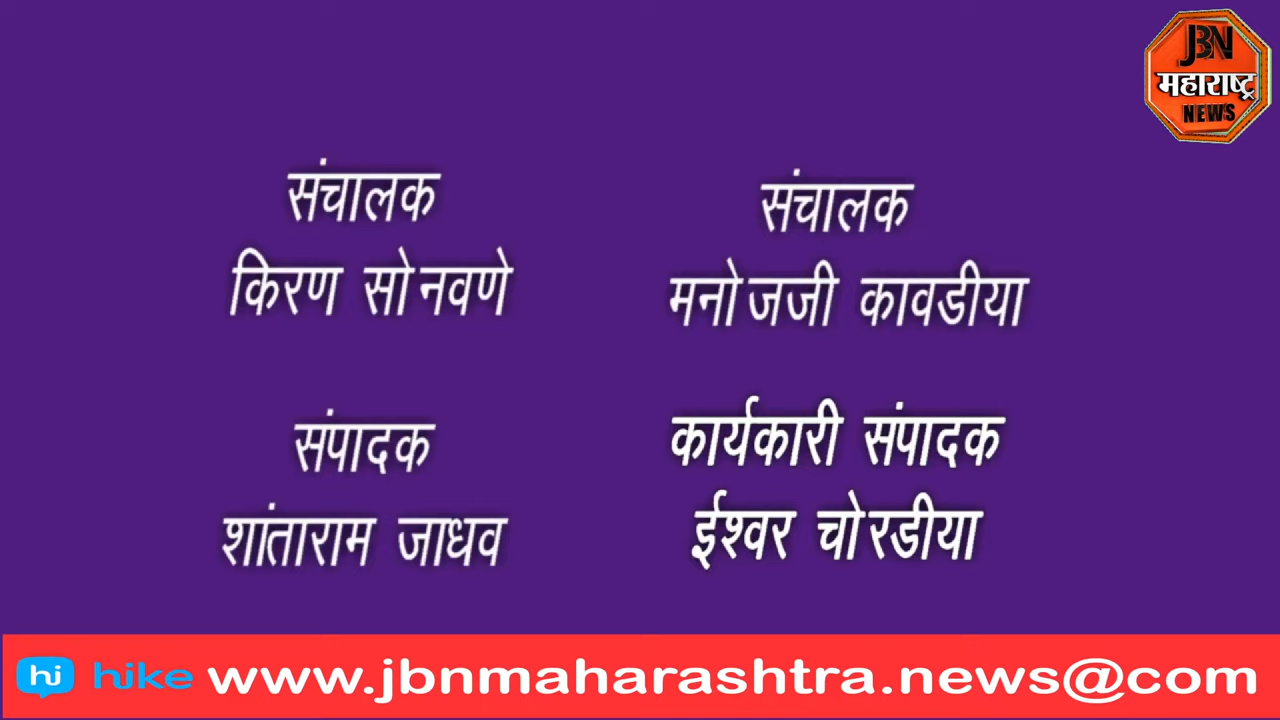 JBN
महाराष्ट्र
NEWS
संचालक
किरण सोनवणे
संचालक
मनोजजी कावडीया
संपादक
शांताराम जाधव
कार्यकारी संपादक
ईश्वर चोरडीया
hi hike www.jbnmaharashtra.news@com